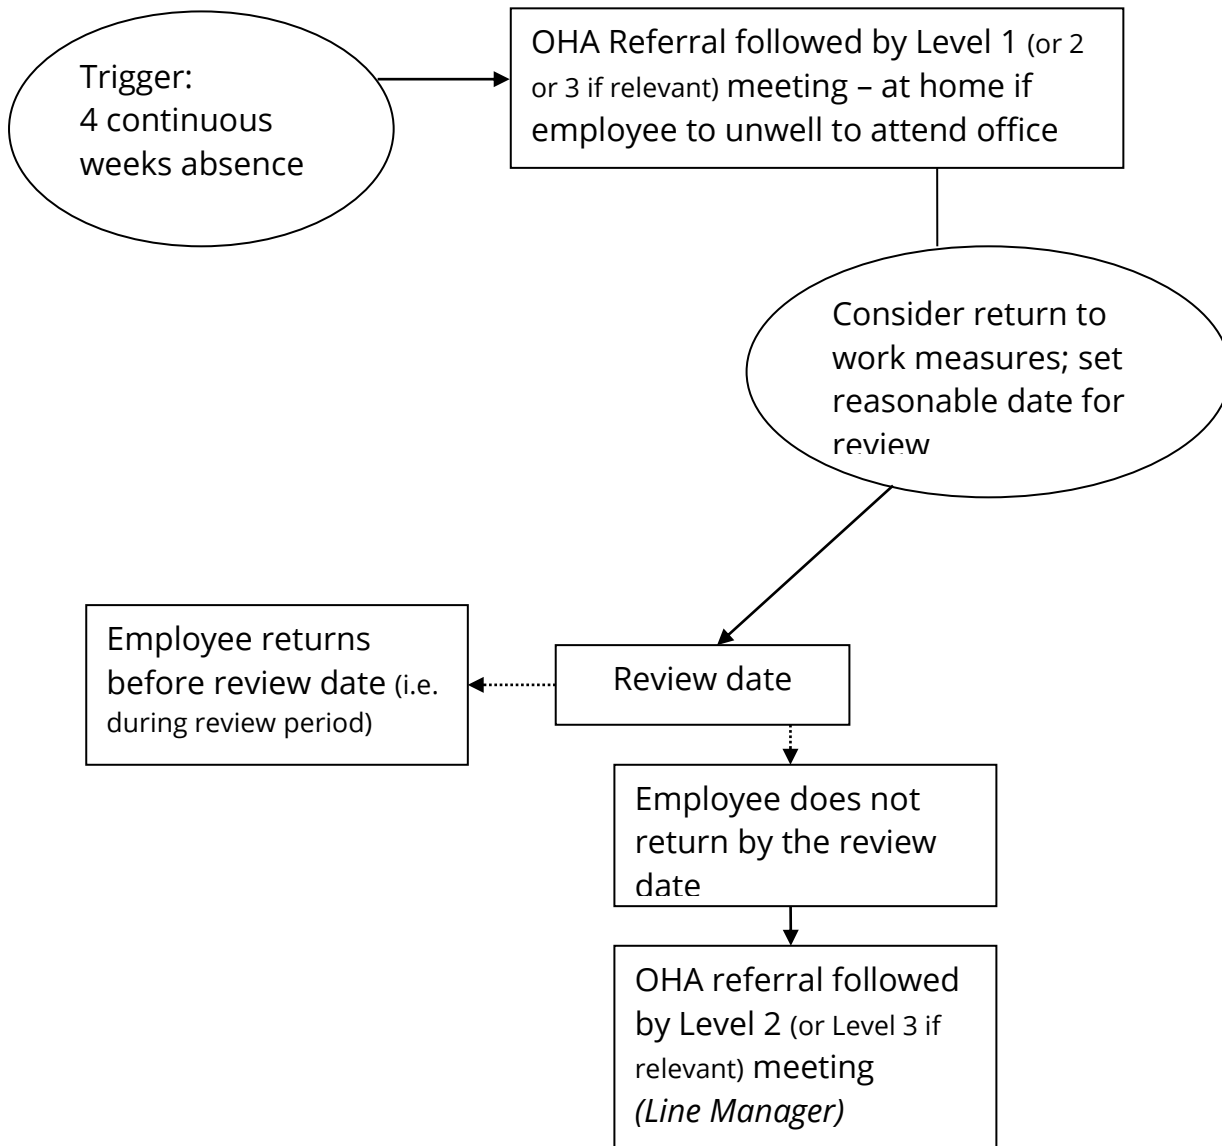 Trigger:
4 continuous
weeks absence
OHA Referral followed by Level 1 (or 2
or 3 if relevant) meeting – at home if
employee to unwell to attend office
Consider return to
work measures; set
reasonable date for
review
Employee returns
before review date (i.e.
during review period)
Review date
Employee does not
return by the review
date
OHA referral followed
by Level 2 (or Level 3 if
relevant) meeting
(Line Manager)